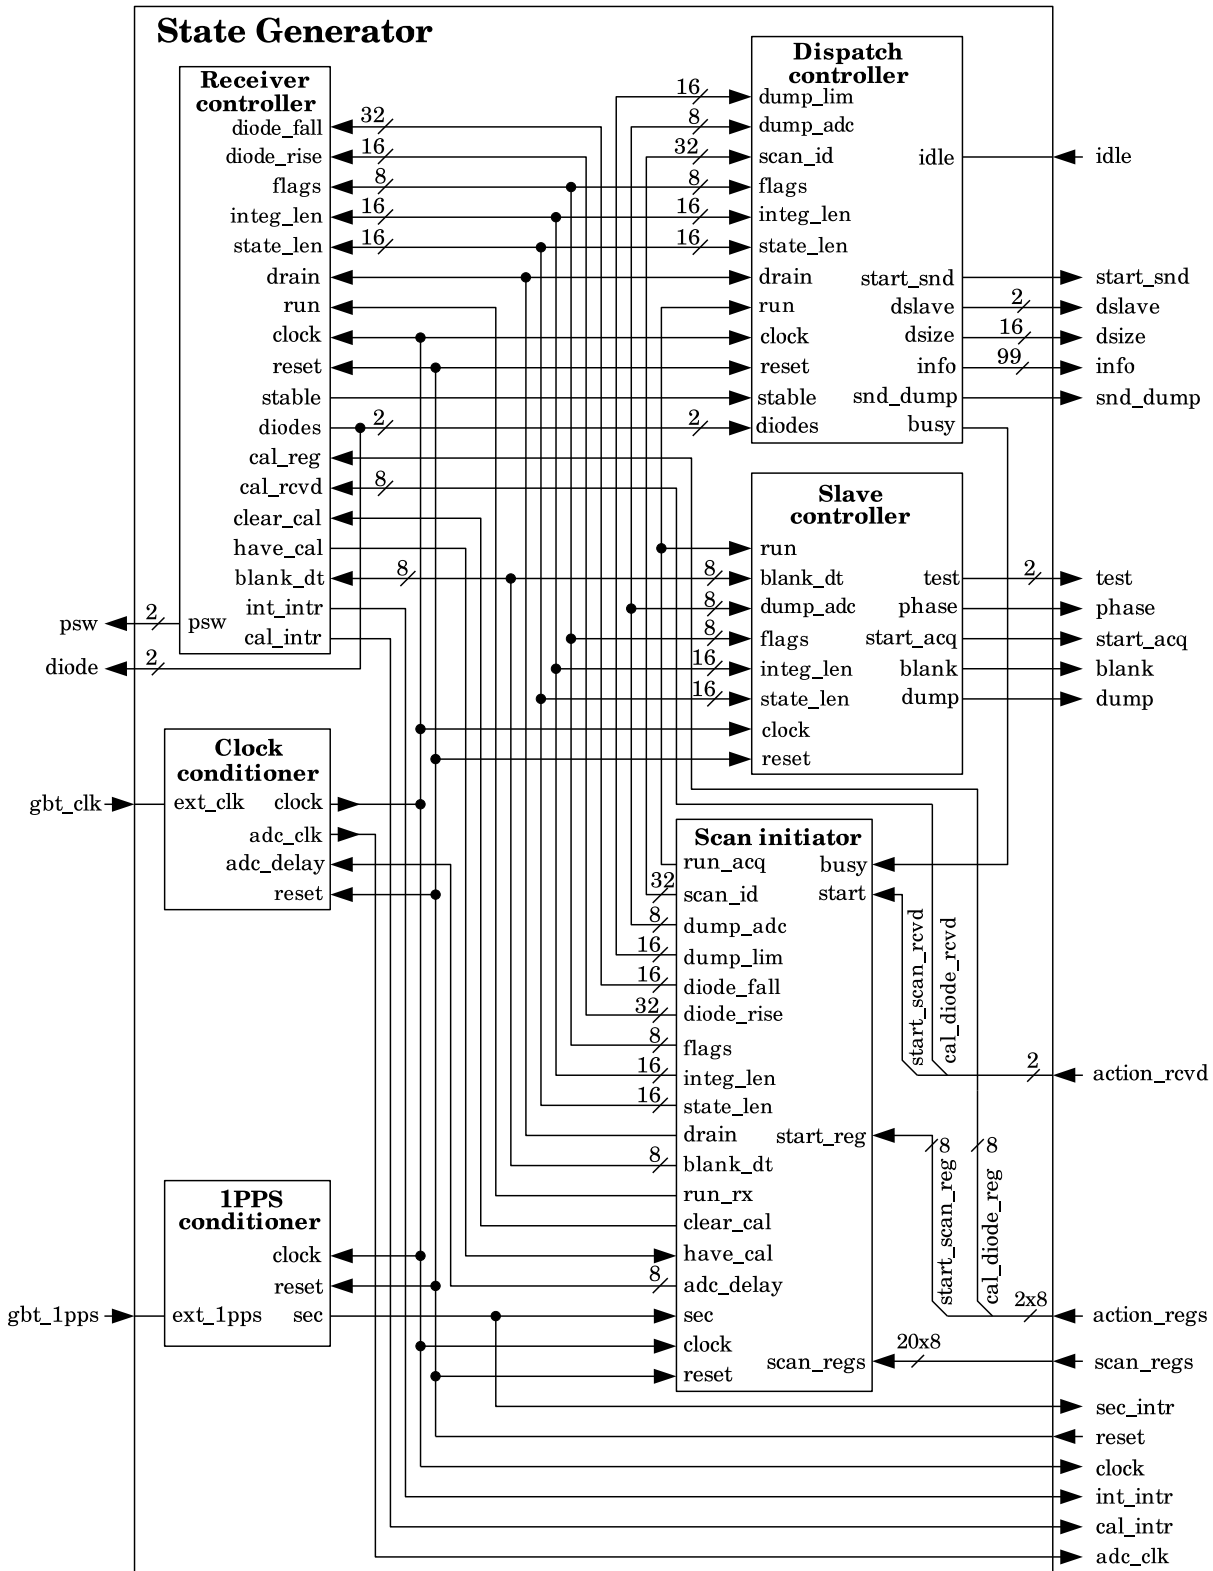 State Generator
Receiver
controller
32
diode_fall
16
diode_rise
8
flags
16
integ_len
16
state_len
drain
run
clock
reset
stable
diodes
2
cal_reg
cal_rcvd
8
clear_cal
have_cal
blank_dt
8
int_intr
cal_intr
psw
2
psw
diode
2
Dispatch
controller
16
dump_lim
8
dump_adc
32
scan_id
8
flags
16
integ_len
16
state_len
drain
run
clock
reset
stable
2
diodes
idle
idle
start_snd
start_snd
dslave
2
dslave
dsize
16
dsize
info
99
info
snd_dump
snd_dump
busy
Slave
controller
run
8
blank_dt
8
dump_adc
8
flags
16
integ_len
16
state_len
clock
reset
test
2
test
phase
phase
start_acq
start_acq
blank
blank
dump
dump
Clock
conditioner
gbt_clk
ext_clk
clock
adc_clk
adc_delay
reset
Scan initiator
run_acq
busy
32
scan_id
start
8
dump_adc
16
dump_lim
16
diode_fall
32
diode_rise
8
flags
16
integ_len
16
state_len
drain
start_reg
8
blank_dt
run_rx
clear_cal
have_cal
8
adc_delay
sec
clock
scan_regs
reset
start_scan_rcvd
cal_diode_rcvd
2
action_rcvd
8
8
start_scan_reg
cal_diode_reg
2x8
action_regs
20x8
scan_regs
1PPS
conditioner
clock
reset
gbt_1pps
ext_1pps
sec
sec_intr
reset
clock
int_intr
cal_intr
adc_clk